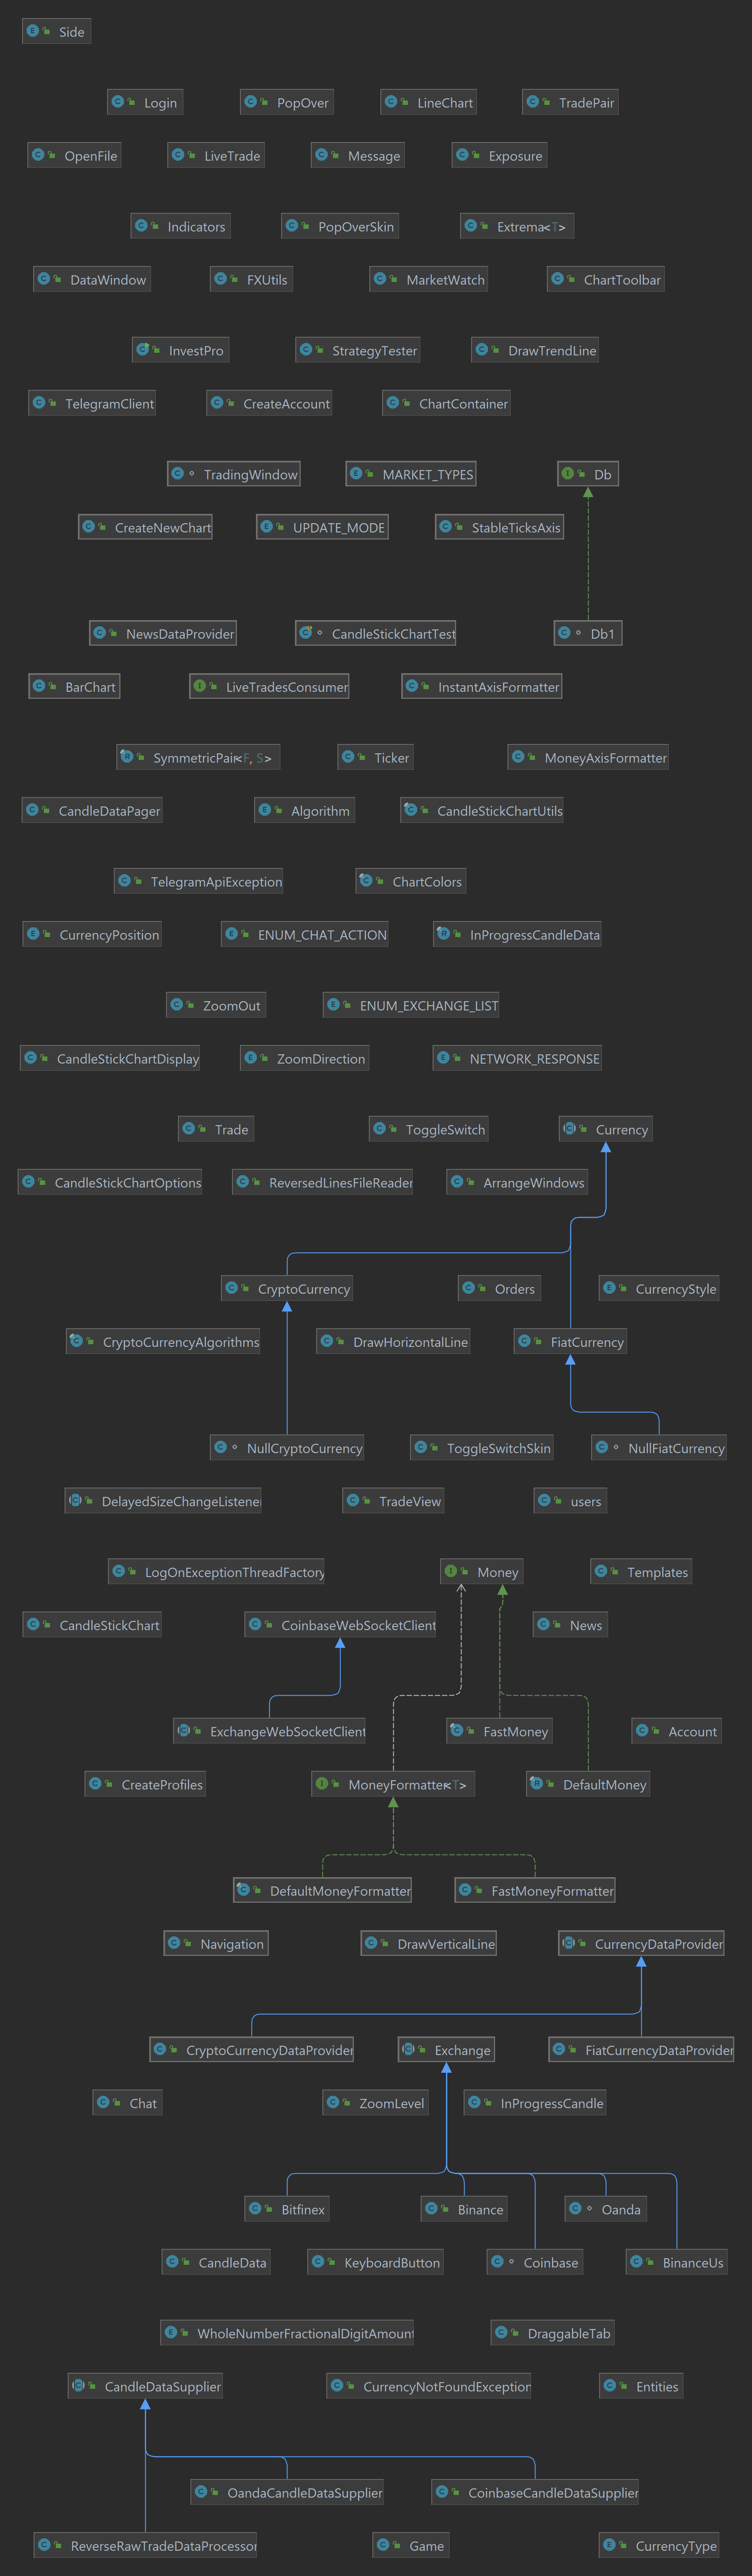 Side
Login PopOver LineChart TradePair
OpenFile LiveTrade Message Exposure
Indicators PopOverSkin Extrema<T>
DataWindow FXUtils MarketWatch ChartToolbar
InvestPro StrategyTester DrawTrendLine
TelegramClient CreateAccount ChartContainer
TradingWindow MARKET_TYPES Db
CreateNewChart UPDATE_MODE StableTicksAxis
NewsDataProvider CandleStickChartTest Db1
BarChart LiveTradesConsumer InstantAxisFormatter
SymmetricPair<F, S> Ticker MoneyAxisFormatter
CandleDataPager Algorithm CandleStickChartUtils
TelegramApiException ChartColors
CurrencyPosition ENUM_CHAT_ACTION InProgressCandleData
ZoomOut ENUM_EXCHANGE_LIST
CandleStickChartDisplay ZoomDirection NETWORK_RESPONSE
Trade ToggleSwitch Currency
CandleStickChartOptions ReversedLinesFileReader ArrangeWindows
CryptoCurrency Orders CurrencyStyle
CryptoCurrencyAlgorithms DrawHorizontalLine FiatCurrency
NullCryptoCurrency ToggleSwitchSkin NullFiatCurrency
DelayedSizeChangeListener TradeView users
LogOnExceptionThreadFactory Money Templates
CandleStickChart CoinbaseWebSocketClient News
ExchangeWebSocketClient FastMoney Account
CreateProfiles MoneyFormatter<T> DefaultMoney
DefaultMoneyFormatter FastMoneyFormatter
Navigation DrawVerticalLine CurrencyDataProvider
CryptoCurrencyDataProvider Exchange FiatCurrencyDataProvider
Chat ZoomLevel InProgressCandle
Bitfinex Binance Oanda
CandleData KeyboardButton Coinbase BinanceUs
WholeNumberFractionalDigitAmount DraggableTab
CandleDataSupplier CurrencyNotFoundException Entities
OandaCandleDataSupplier CoinbaseCandleDataSupplier
ReverseRawTradeDataProcessor Game CurrencyType